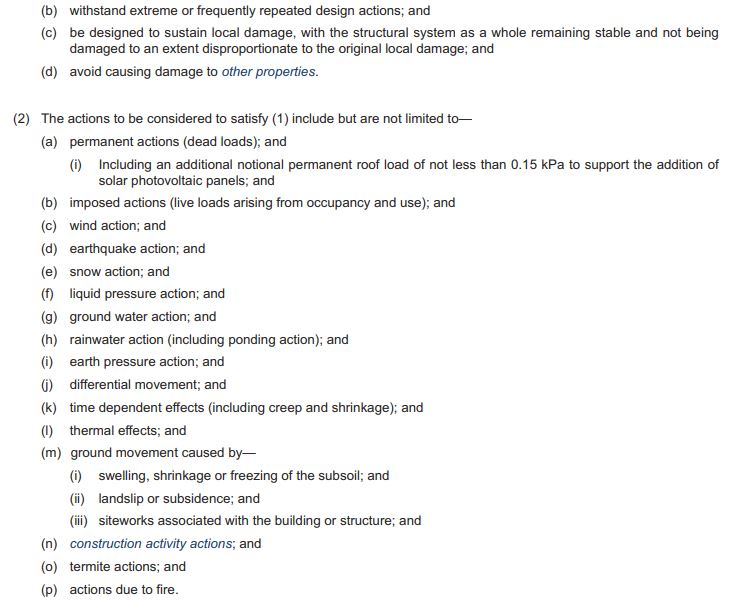 (b) withstand extreme or frequently repeated design actions; and
(c) be designed to sustain local damage, with the structural system as a whole remaining stable and not being
damaged to an extent disproportionate to the original local damage; and
(d) avoid causing damage to other properties.
(2) The actions to be considered to satisfy (1) include but are not limited to—
(a) permanent actions (dead loads); and
(i) Including an additional notional permanent roof load of not less than 0.15 kPa to support the addition of
solar photovoltaic panels; and
(b) imposed actions (live loads arising from occupancy and use); and
(c) wind action; and
(d) earthquake action; and
(e) snow action; and
(f) liquid pressure action; and
(g) ground water action; and
(h) rainwater action (including ponding action); and
(i) earth pressure action; and
(j) differential movement; and
(k) time dependent effects (including creep and shrinkage); and
(l) thermal effects; and
(m) ground movement caused by—
(i) swelling, shrinkage or freezing of the subsoil; and
(ii) landslip or subsidence; and
(iii) siteworks associated with the building or structure; and
(n) construction activity actions; and
(o) termite actions; and
(p) actions due to fire.